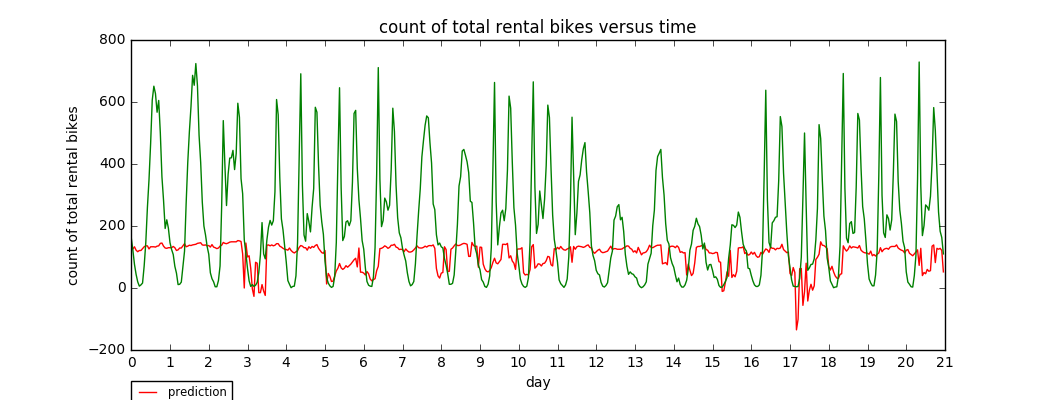 count of total rental bikes versus time
800
600
400
200
0
−200
count of total rental bikes
0 1 2 3 4 5 6 7 8 9 10 11 12 13 14 15 16 17 18 19 20 21
day
prediction